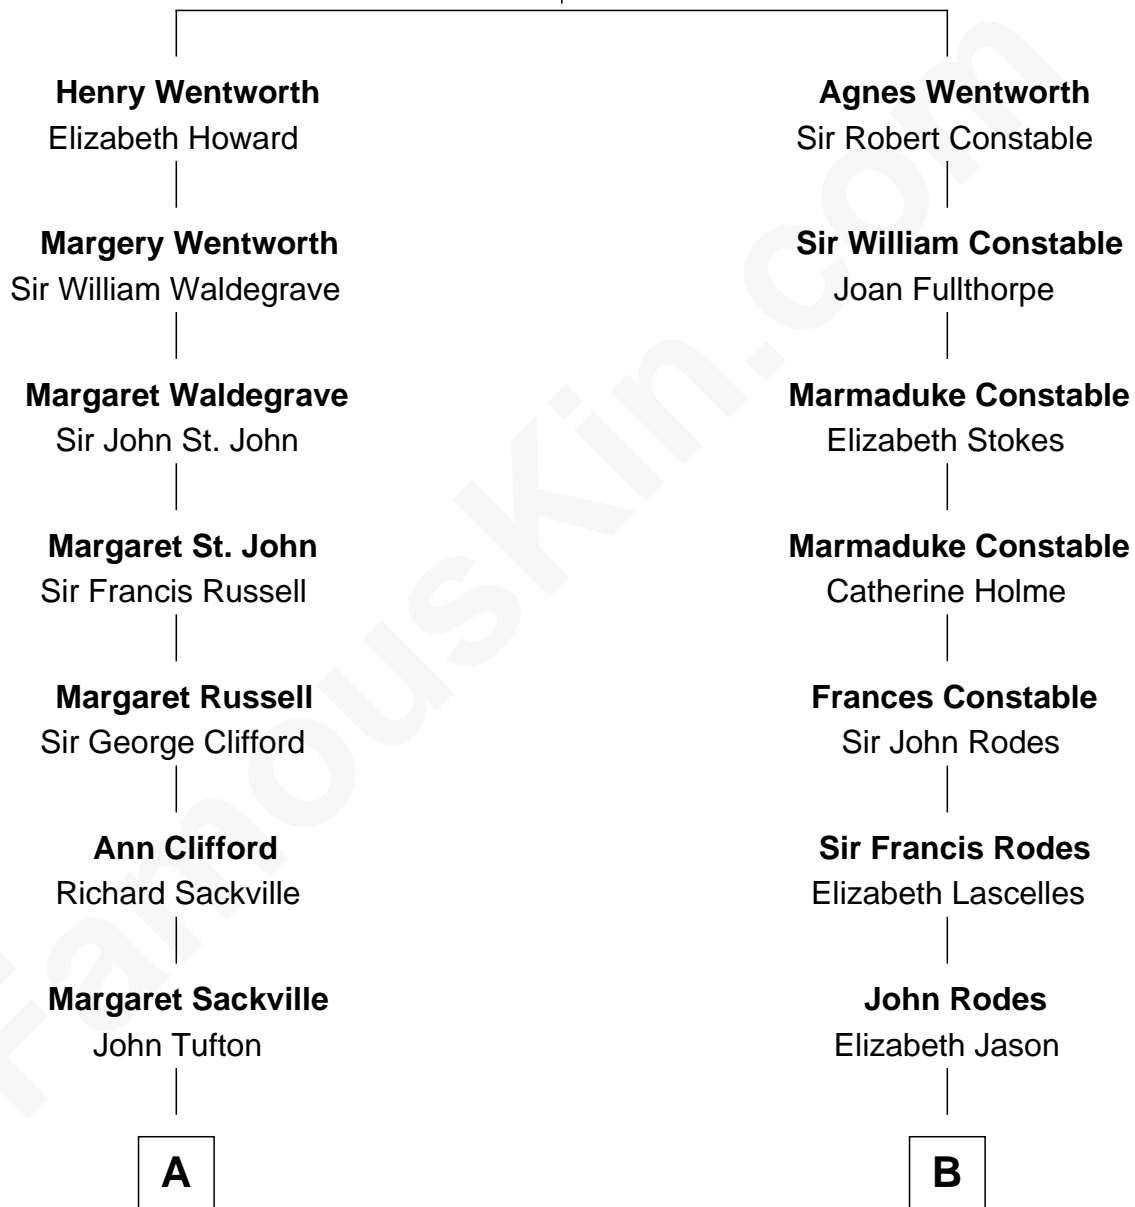 Henry Wentworth
Elizabeth Howard
Margery Wentworth
Sir William Waldegrave
Margaret Waldegrave
Sir John St. John
Margaret St. John
Sir Francis Russell
Margaret Russell
Sir George Clifford
Ann Clifford
Richard Sackville
Margaret Sackville
John Tufton
A
Agnes Wentworth
Sir Robert Constable
Sir William Constable
Joan Fullthorpe
Marmaduke Constable
Elizabeth Stokes
Marmaduke Constable
Catherine Holme
Frances Constable
Sir John Rodes
Sir Francis Rodes
Elizabeth Lascelles
John Rodes
Elizabeth Jason
B
FamousKin.com